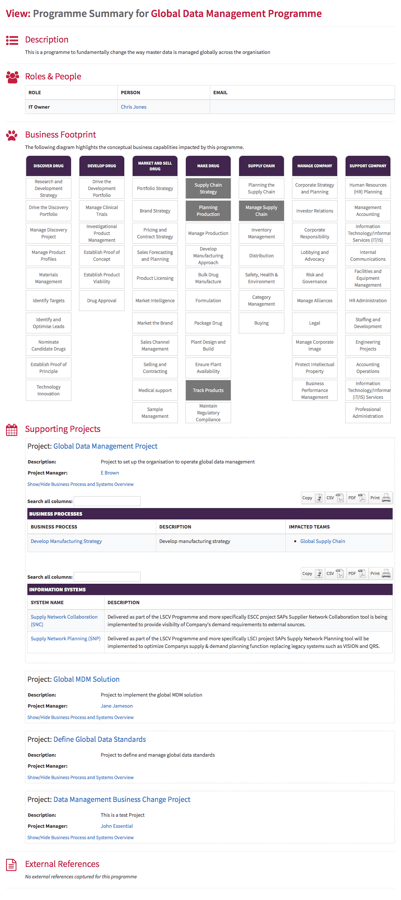 View: Programme Summary for Global Data Management Programme
Description
This is a programme to fundamentally change the way master data is managed globally across the organisation
Roles & People
ROLE PERSON EMAIL
IT Owner Chris Jones
Business Footprint
The following diagram highlights the conceptual business capablities impacted by this programme.
DISCOVER DRUG
Research and
Development
Strategy
Drive the Discovery
Portfolio
Manage Discovery
Project
Manage Product
Profiles
Materials
Management
Identify Targets
Identify and
Optimise Leads
Nominate
Candidate Drugs
Establish Proof of
Principle
Technology
Innovation
DEVELOP DRUG
Drive the
Development
Portfolio
Manage Clinical
Trials
Investigational
Product
Management
Establish Proof of
Concept
Establish Product
Viability
Drug Approval
MARKET AND SELL
DRUG
Portfolio Strategy
Brand Strategy
Pricing and
Contract Strategy
Sales Forecasting
and Planning
Product Licensing
Market Intelligence
Market the Brand
Sales Channel
Management
Selling and
Contracting
Medical support
Sample
Management
MAKE DRUG
Supply Chain
Strategy
Planning
Production
Manage Production
Develop
Manufacturing
Approach
Bulk Drug
Manufacture
Formulation
Package Drug
Plant Design and
Build
Ensure Plant
Availability
Track Products
Maintain
Regulatory
Compliance
SUPPLY CHAIN
Planning the
Supply Chain
Manage Supply
Chain
Inventory
Management
Distribution
Safety, Health &
Environment
Category
Management
Buying
MANAGE COMPANY
Corporate Strategy
and Planning
Investor Relations
Corporate
Responsibility
Lobbying and
Advocacy
Risk and
Governance
Manage Alliances
Legal
Manage Corporate
Image
Protect Intellectual
Property
Business
Performance
Management
SUPPORT COMPANY
Human Resources
(HR) Planning
Management
Accounting
Information
Technology/Informat
Services (IT/IS)
Internal
Communications
Facilities and
Equipment
Management
HR Administration
Staffing and
Development
Engineering
Projects
Accounting
Operations
Information
Technology/Informat
(IT/IS) Services
Professional
Administration
Supporting Projects
Project: Global Data Management Project
Description: Project to set up the organisation to operate global data management
Project Manager: E Brown
Show/Hide Business Process and Systems Overview
Search all columns: Copy CSV PDF Print
BUSINESS PROCESSES
BUSINESS PROCESS DESCRIPTION IMPACTED TEAMS
Develop Manufacturing Strategy Develop manufacturing strategy • Global Supply Chain
Search all columns: Copy CSV PDF Print
INFORMATION SYSTEMS
SYSTEM NAME DESCRIPTION
Supply Network Collaboration Delivered as part of the LSCV Programme and more specifically ESCC project SAPs Supplier Network Collaboration tool is being
(SNC) implemented to provide visibility of Company's demand requirements to external sources.
Supply Network Planning (SNP) Delivered as part of the LSCV Programme and more specifically LSCI project SAPs Supply Network Planning tool will be
implemented to optimize Companys supply & demand planning function replacing legacy systems such as VISION and QRS.
Project: Global MDM Solution
Description: Project to implement the global MDM solution
Project Manager: Jane Jameson
Show/Hide Business Process and Systems Overview
Project: Define Global Data Standards
Description: Project to define and manage global data standards
Project Manager:
Show/Hide Business Process and Systems Overview
Project: Data Management Business Change Project
Description: This is a test Project
Project Manager: John Essential
Show/Hide Business Process and Systems Overview
External References
No external references captured for this programme